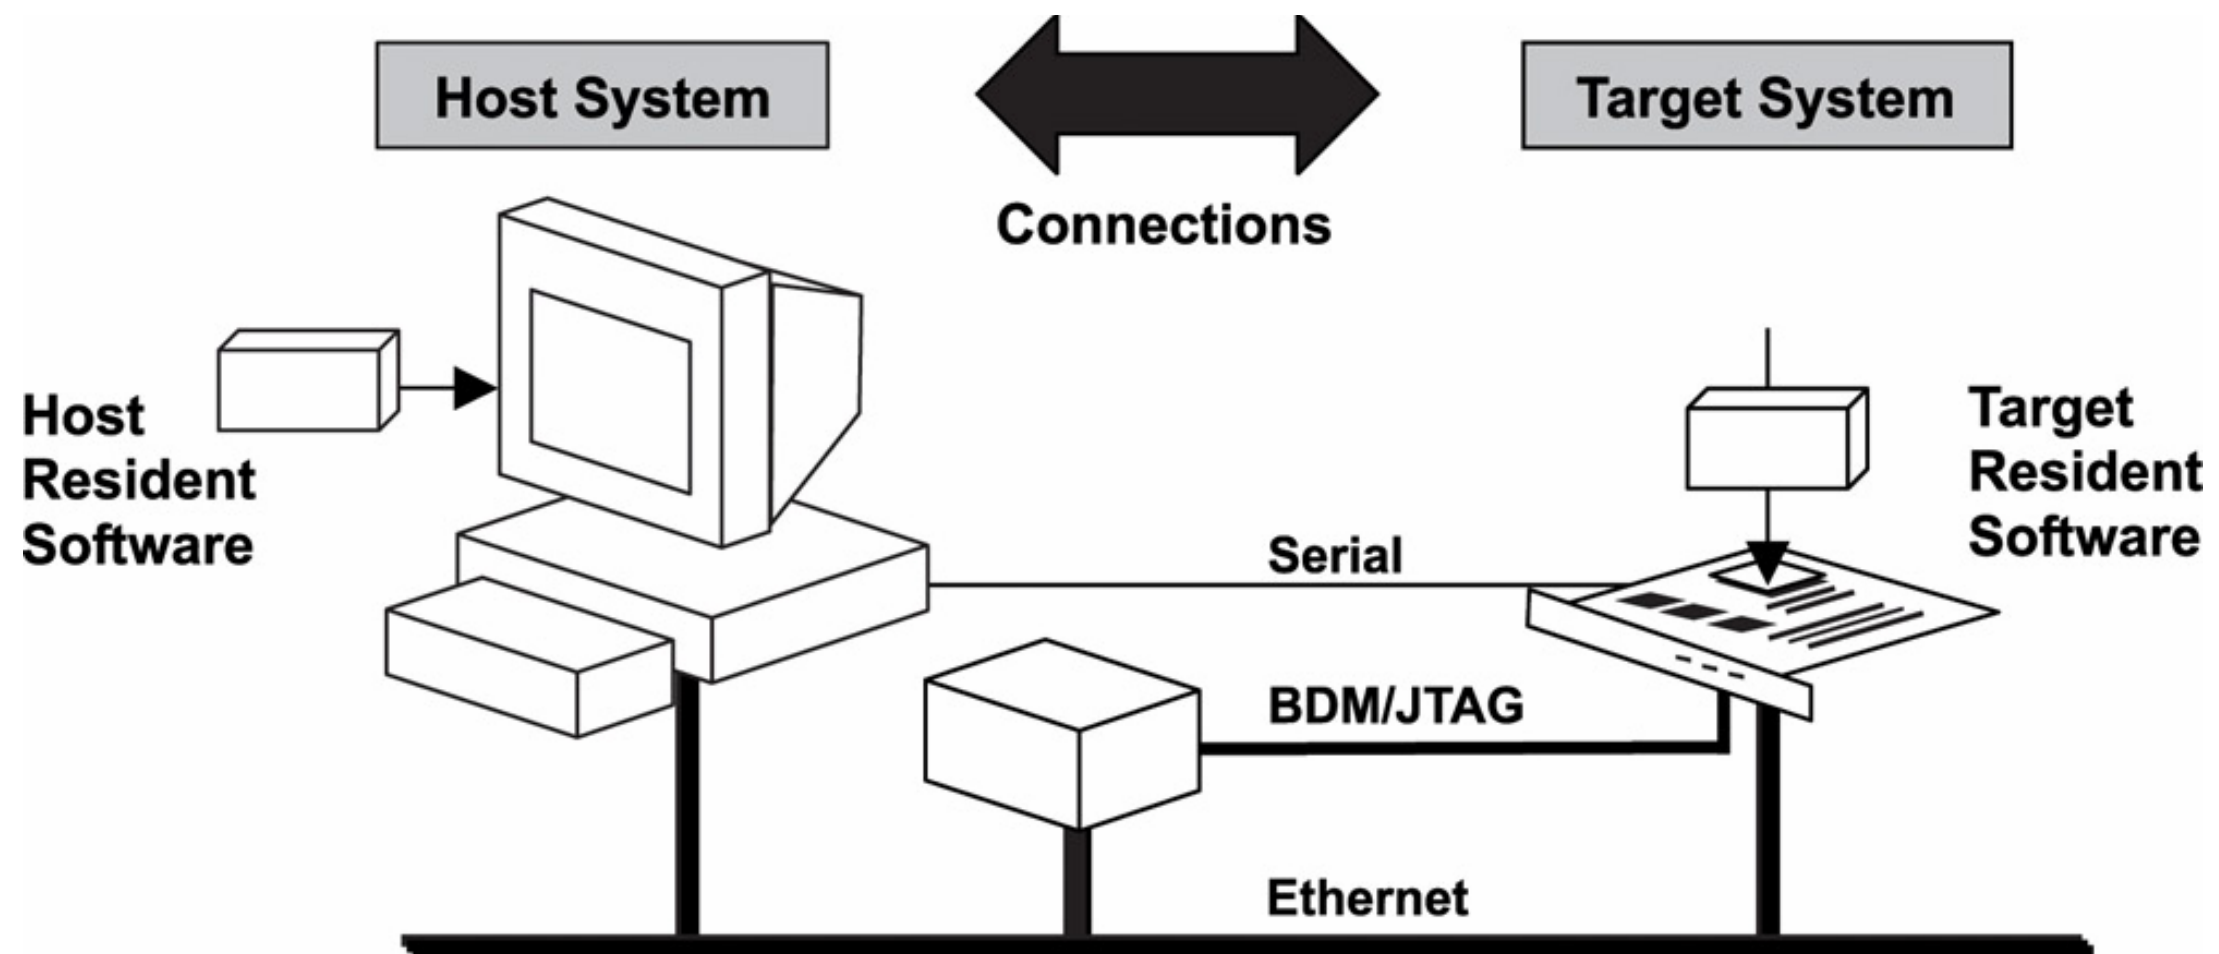 Host System
Target System
Connections
Host
Resident
Software
Target
Resident
Software
Serial
BDM/JTAG
Ethernet